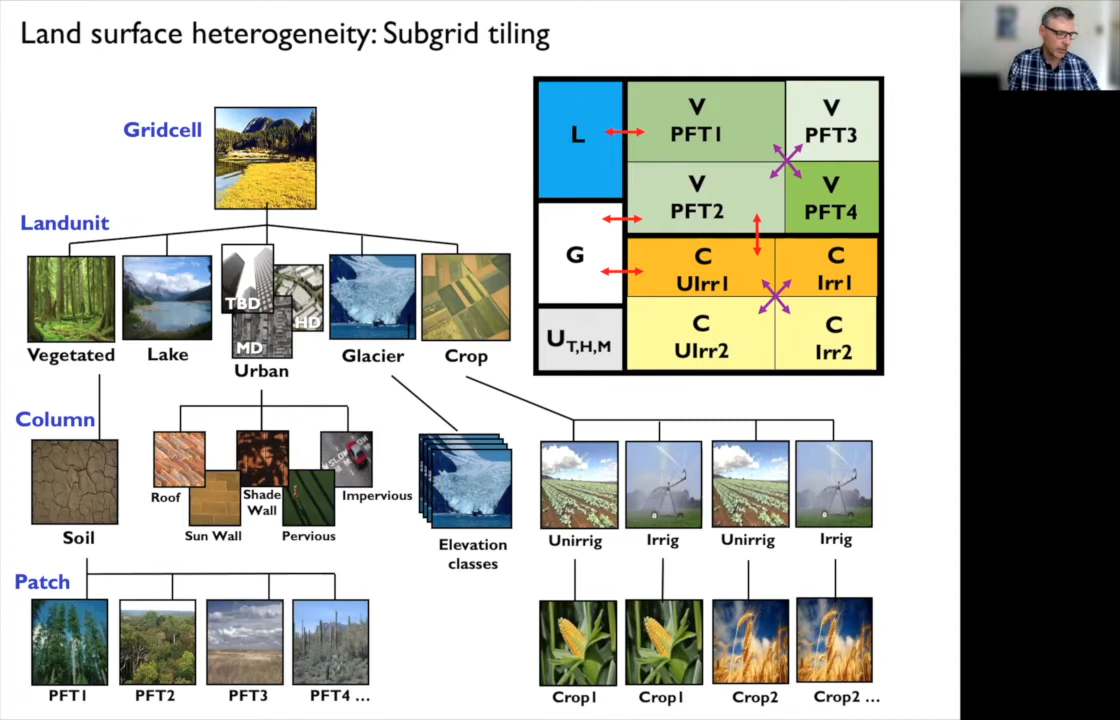 Land surface heterogeneity: Subgrid tiling
Gridcell
Landunit
TBD
HD
MD
Vegetated
Lake
Urban
Glacier
Crop
L
G
U T,H,M
V
PFT1
V
PFT3
V
PFT2
V
PFT4
C
UIrr1
C
Irr1
C
UIrr2
C
Irr2
Column
Soil
Roof
Sun Wall
Shade
Wall
Pervious
Impervious
SLOW
Elevation
classes
Unirrig
Irrig
Unirrig
Irrig
Patch
PFT1
PFT2
PFT3
PFT4 ...
Crop1
Crop1
Crop2
Crop2 ...